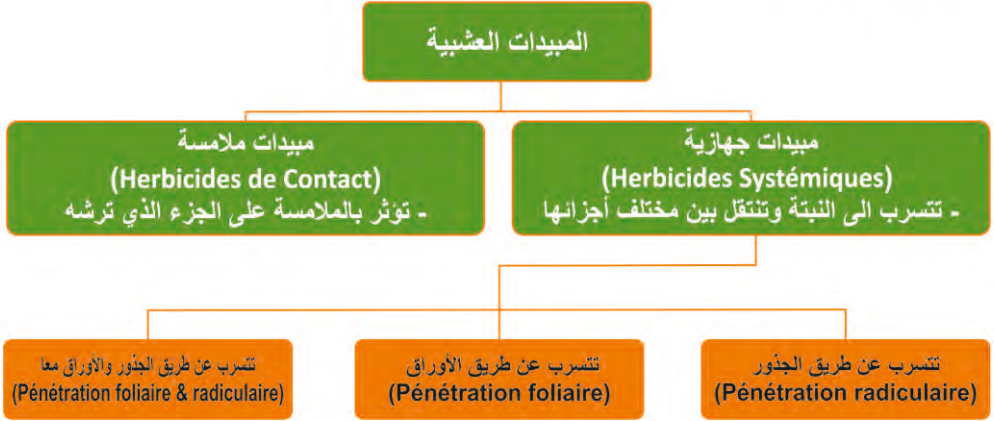 المبيدات العشبية
مبيدات جهازية
(Herbicides Systémiques)
- تتسرب الى النبتة وتنتقل بين مختلف أجزائها
مبيدات ملامسة
(Herbicides de Contact)
- تؤثر بالملامسة على الجزء الذي ترشه
تتسرب عن طريق الجذور
(Pénétration radiculaire)
تتسرب عن طريق الأوراق
(Pénétration foliaire)
تتسرب عن طريق الجذور والأوراق معا
(Pénétration foliaire & radiculaire)